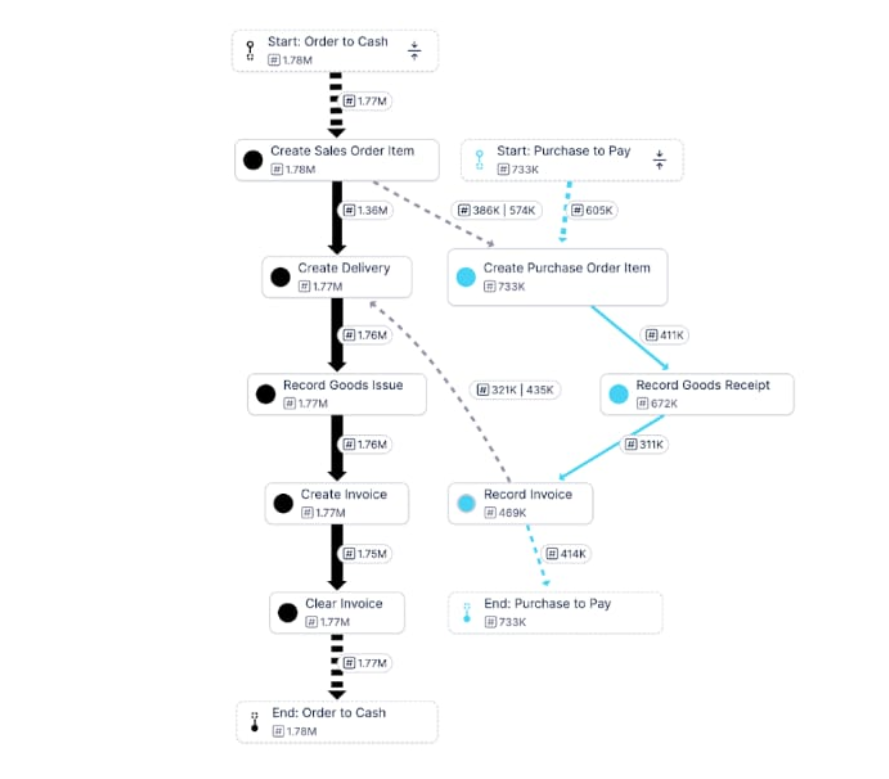 Start: Order to Cash
# 1.78M
# 1.77M
Create Sales Order Item
# 1.78M
Start: Purchase to Pay
# 733K
# 1.36M
# 386K | 574K
# 605K
Create Delivery
# 1.77M
Create Purchase Order Item
# 733K
# 1.76M
# 411K
Record Goods Issue
# 1.77M
# 321K | 435K
Record Goods Receipt
# 672K
# 1.76M
# 311K
Create Invoice
# 1.77M
Record Invoice
# 469K
# 1.75M
# 414K
Clear Invoice
# 1.77M
End: Purchase to Pay
# 733K
# 1.77M
End: Order to Cash
# 1.78M